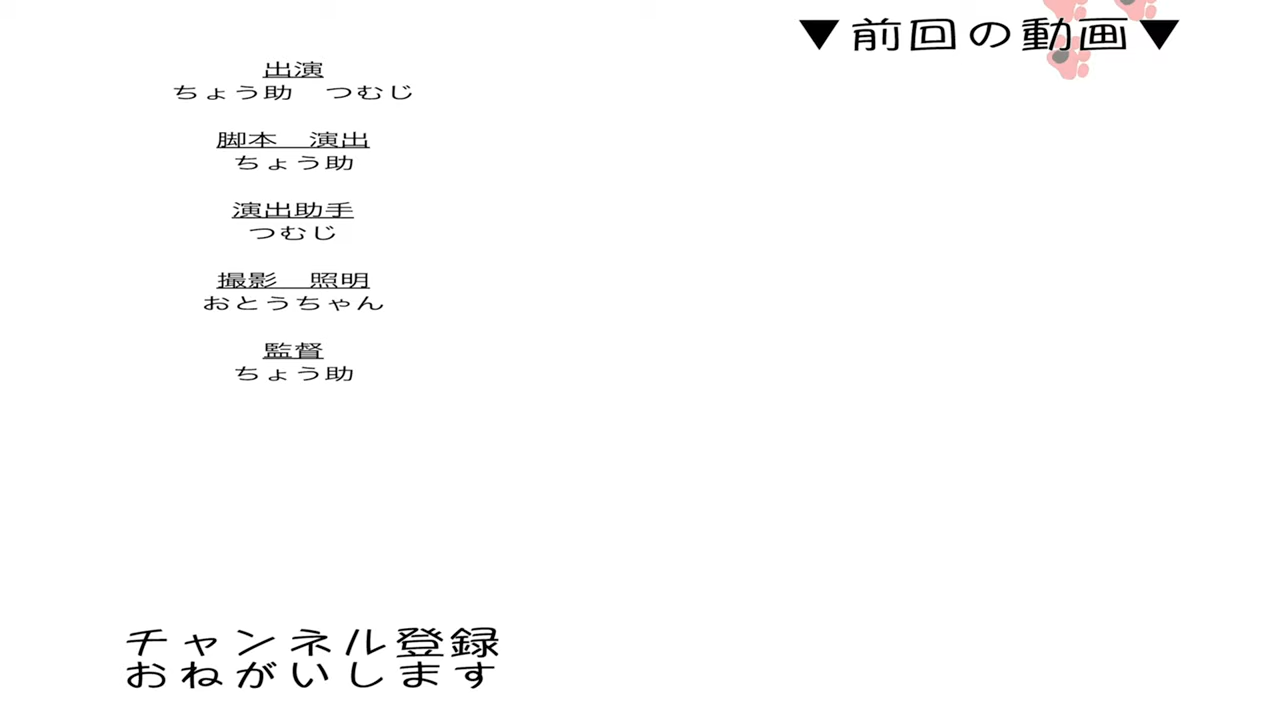 ▼前回の動画▼
出演
ちょう助　つむじ
脚本　演出
ちょう助
演出助手
つむじ
撮影　照明
おとうちゃん
監督
ちょう助
チャンネル登録
おねがいします